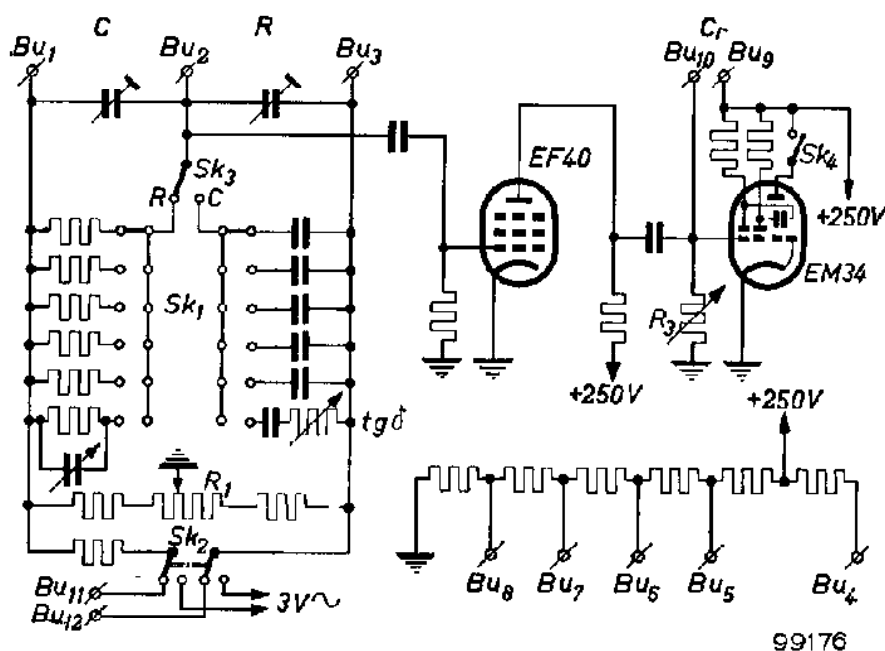 C
R
Cr
Bu1
Bu2
Bu3
Bu10
Bu9
Sk3
R
C
EF40
Sk4
+250V
EM34
Sk1
R3
+250V
tgδ
+250V
R1
Sk2
Bu11
3V~
Bu12
Bu8
Bu7
Bu6
Bu5
Bu4
99176